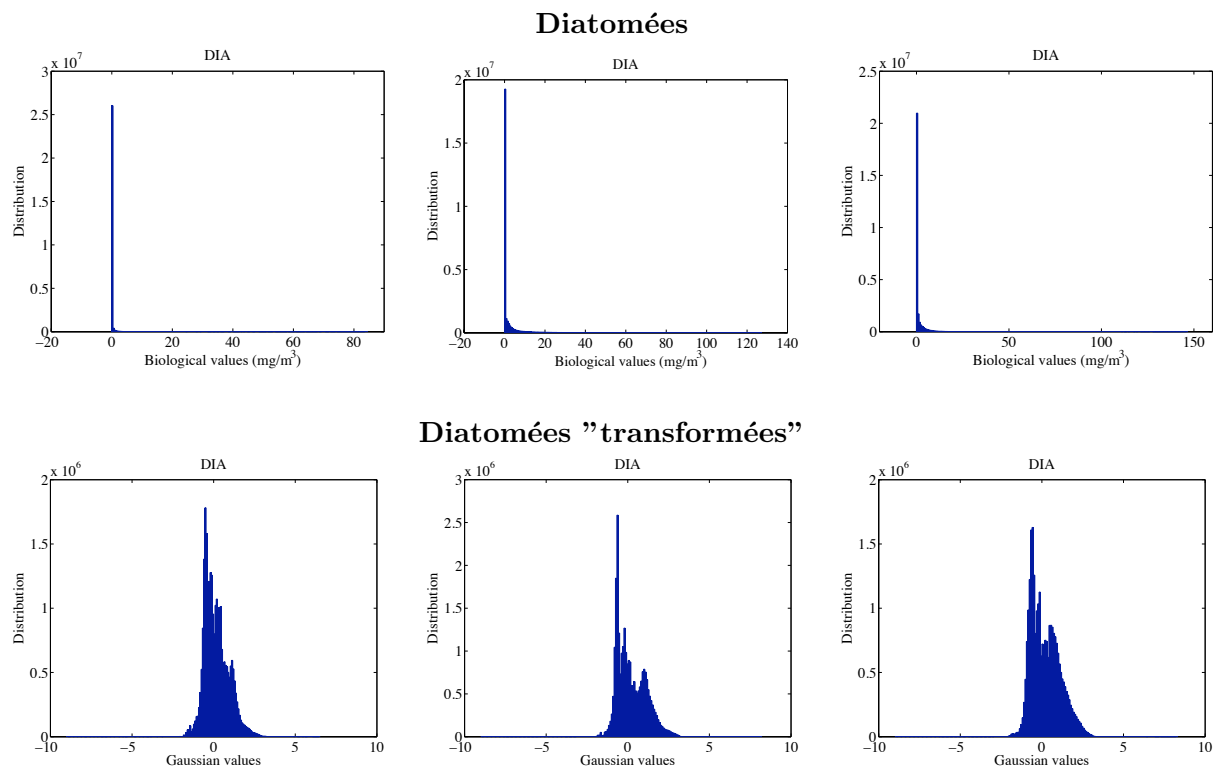 Diatomées
DIA
x 10^7
3
2.5
2
1.5
1
0.5
0
−20 0 20 40 60 80
Distribution
Biological values (mg/m^3)
DIA
x 10^7
2
1.5
1
0.5
0
−20 0 20 40 60 80 100 120 140
Distribution
Biological values (mg/m^3)
DIA
x 10^7
2.5
2
1.5
1
0.5
0
0 50 100 150
Distribution
Biological values (mg/m^3)
Diatomées ”transformées”
DIA
x 10^6
2
1.5
1
0.5
0
−10 −5 0 5 10
Distribution
Gaussian values
DIA
x 10^6
3
2.5
2
1.5
1
0.5
0
−10 −5 0 5 10
Distribution
Gaussian values
DIA
x 10^6
2
1.5
1
0.5
0
−10 −5 0 5 10
Distribution
Gaussian values